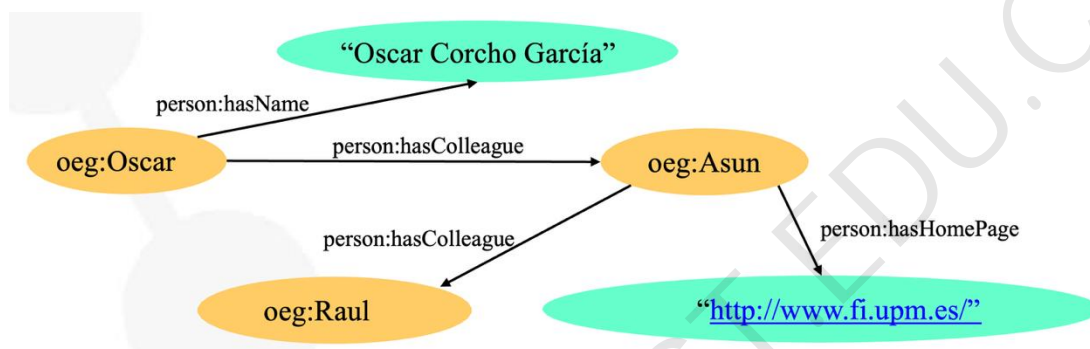 “Oscar Corcho García”
person:hasName
oeg:Oscar
person:hasColleague
oeg:Asun
person:hasColleague
person:hasHomePage
oeg:Raul
“http://www.fi.upm.es/”